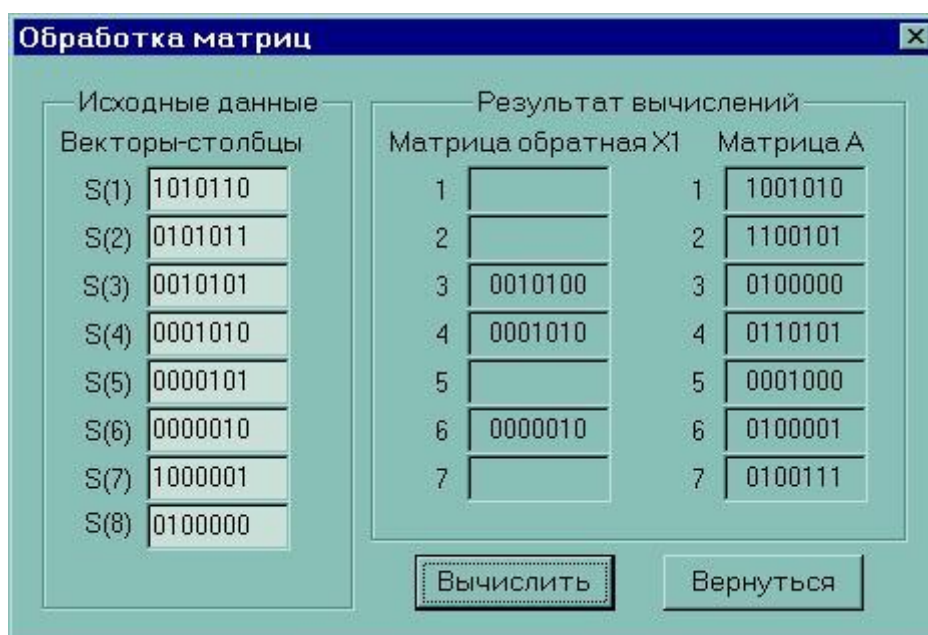 Обработка матриц
Исходные данные
Векторы-столбцы
S(1) 1010110
S(2) 0101011
S(3) 0010101
S(4) 0001010
S(5) 0000101
S(6) 0000010
S(7) 1000001
S(8) 0100000
Результат вычислений
Матрица обратная X1 Матрица A
1 1 1001010
2 2 1100101
3 0010100 3 0100000
4 0001010 4 0110101
5 5 0001000
6 0000010 6 0100001
7 7 0100111
Вычислить Вернуться